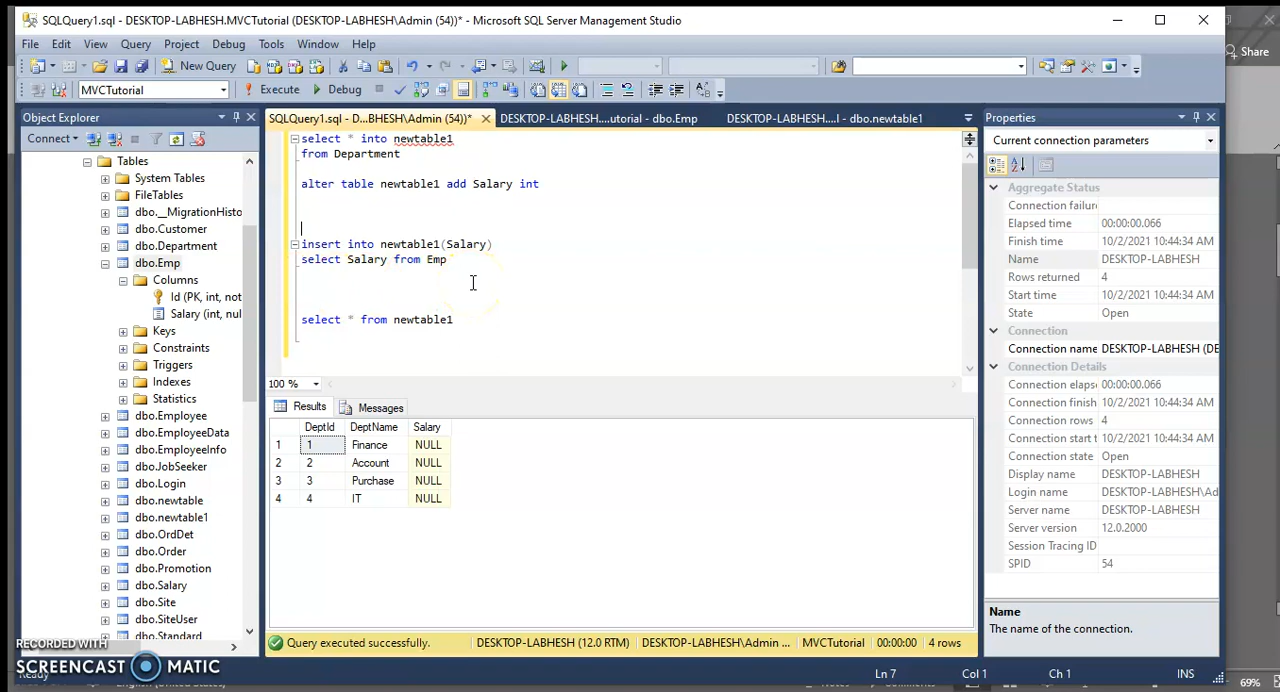 SQLQuery1.sql - DESKTOP-LABHESH.MVCTutorial (DESKTOP-LABHESH\Admin (54))* - Microsoft SQL Server Management Studio
File Edit View Query Project Debug Tools Window Help
Share
New Query
MVCTutorial Execute Debug
Object Explorer
Connect
Tables
System Tables
FileTables
dbo.__MigrationHisto
dbo.Customer
dbo.Department
dbo.Emp
Columns
Id (PK, int, not
Salary (int, nul
Keys
Constraints
Triggers
Indexes
Statistics
dbo.Employee
dbo.EmployeeData
dbo.EmployeeInfo
dbo.JobSeeker
dbo.Login
dbo.newtable
dbo.newtable1
dbo.OrdDet
dbo.Order
dbo.Promotion
dbo.Salary
dbo.Site
dbo.SiteUser
dbo.Standard
SQLQuery1.sql - D...BHESH\Admin (54))* DESKTOP-LABHESH....utorial - dbo.Emp DESKTOP-LABHESH....l - dbo.newtable1
select * into newtable1
from Department
alter table newtable1 add Salary int
insert into newtable1(Salary)
select Salary from Emp
select * from newtable1
100 %
Results Messages
DeptId DeptName Salary
1 1 Finance NULL
2 2 Account NULL
3 3 Purchase NULL
4 4 IT NULL
Query executed successfully. DESKTOP-LABHESH (12.0 RTM) DESKTOP-LABHESH\Admin ... MVCTutorial 00:00:00 4 rows
Properties
Current connection parameters
Aggregate Status
Connection failure
Elapsed time 00:00:00.066
Finish time 10/2/2021 10:44:34 AM
Name DESKTOP-LABHESH
Rows returned 4
Start time 10/2/2021 10:44:34 AM
State Open
Connection
Connection name DESKTOP-LABHESH (DE
Connection Details
Connection elaps 00:00:00.066
Connection finish 10/2/2021 10:44:34 AM
Connection rows 4
Connection start t 10/2/2021 10:44:34 AM
Connection state Open
Display name DESKTOP-LABHESH
Login name DESKTOP-LABHESH\Ad
Server name DESKTOP-LABHESH
Server version 12.0.2000
Session Tracing ID
SPID 54
Name
The name of the connection.
RECORDED WITH
SCREENCAST MATIC
Ready Ln 7 Col 1 Ch 1 INS
69%